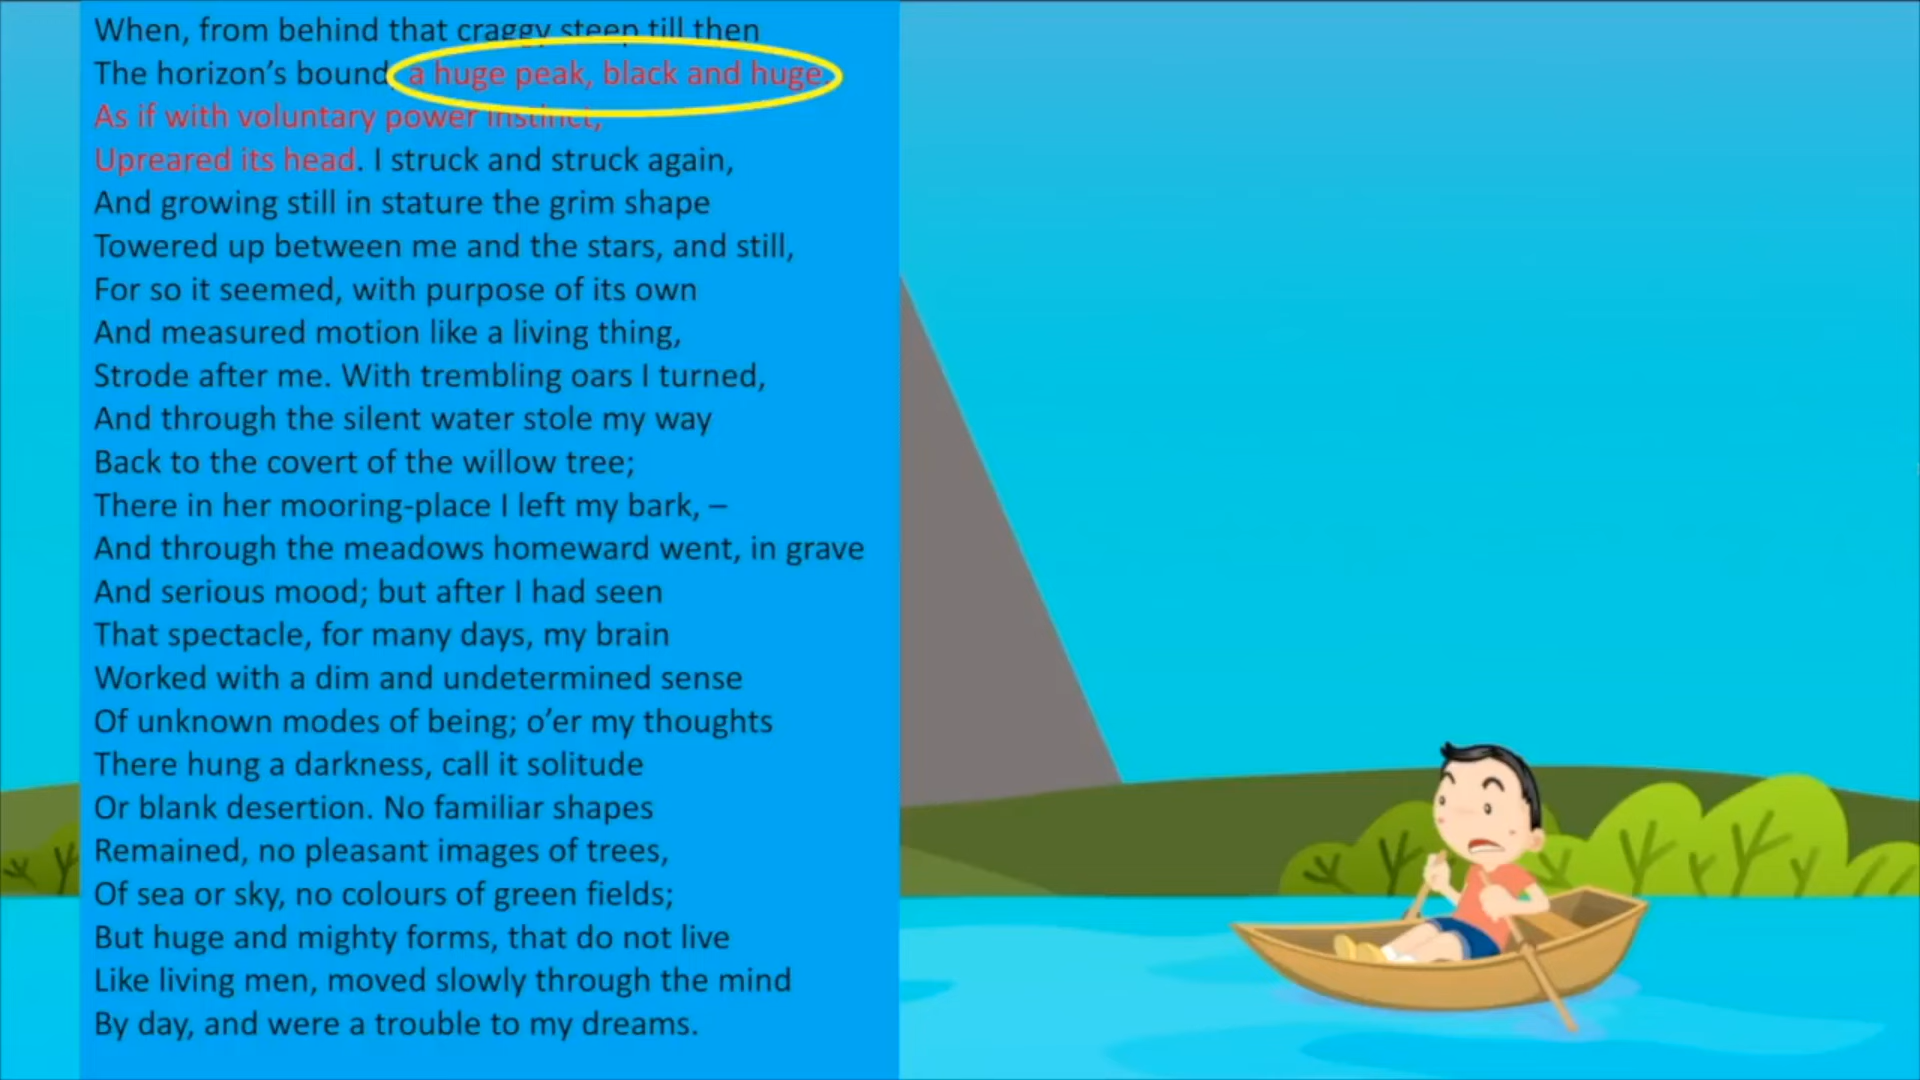 When, from behind that craggy steep till then
The horizon’s bound, a huge peak, black and huge,
As if with voluntary power instinct,
Upreared its head. I struck and struck again,
And growing still in stature the grim shape
Towered up between me and the stars, and still,
For so it seemed, with purpose of its own
And measured motion like a living thing,
Strode after me. With trembling oars I turned,
And through the silent water stole my way
Back to the covert of the willow tree;
There in her mooring-place I left my bark, –
And through the meadows homeward went, in grave
And serious mood; but after I had seen
That spectacle, for many days, my brain
Worked with a dim and undetermined sense
Of unknown modes of being; o’er my thoughts
There hung a darkness, call it solitude
Or blank desertion. No familiar shapes
Remained, no pleasant images of trees,
Of sea or sky, no colours of green fields;
But huge and mighty forms, that do not live
Like living men, moved slowly through the mind
By day, and were a trouble to my dreams.